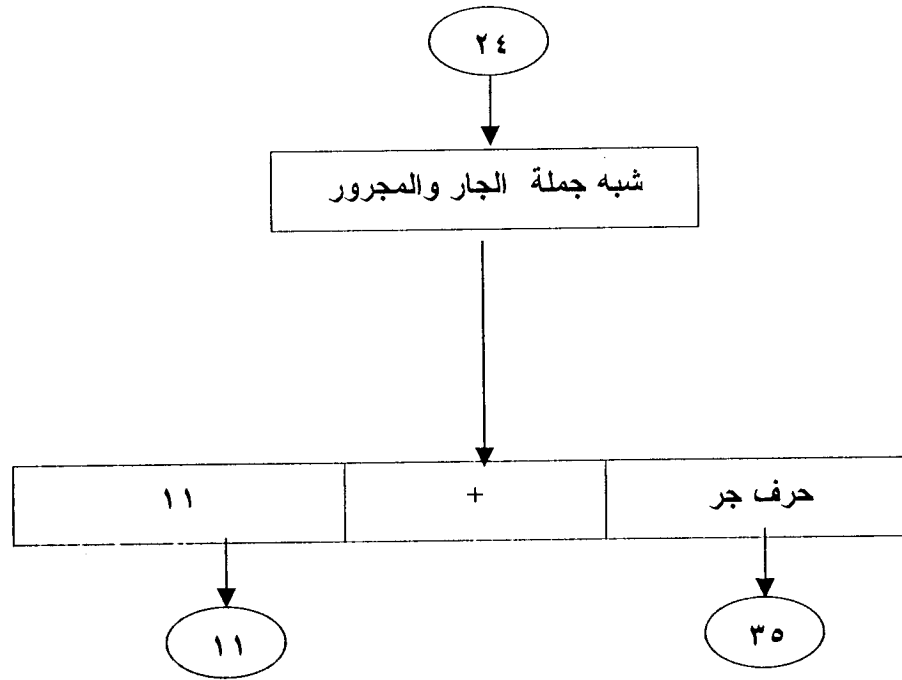 ٢٤
شبه جملة الجار والمجرور
حرف جر + ١١
٣٥ ١١